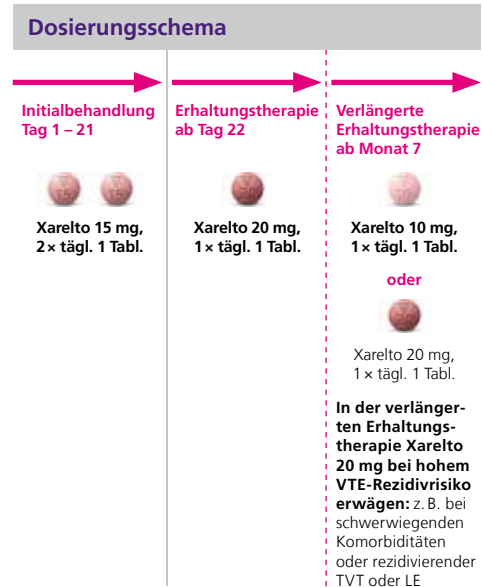 Dosierungsschema
Initialbehandlung
Tag 1 – 21
Xarelto 15 mg,
2 × tägl. 1 Tabl.
Erhaltungstherapie
ab Tag 22
Xarelto 20 mg,
1 × tägl. 1 Tabl.
Verlängerte
Erhaltungstherapie
ab Monat 7
Xarelto 10 mg,
1 × tägl. 1 Tabl.
oder
Xarelto 20 mg,
1 × tägl. 1 Tabl.
In der verlänger-
ten Erhaltungs-
therapie Xarelto
20 mg bei hohem
VTE-Rezidivrisiko
erwägen: z. B. bei
schwerwiegenden
Komorbiditäten
oder rezidivierender
TVT oder LE